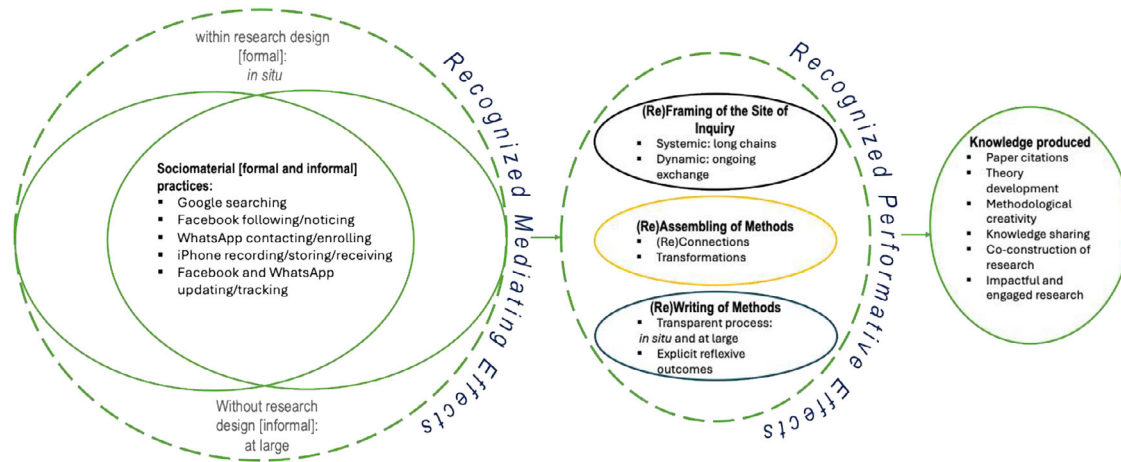 within research design
[formal]:
in situ
Sociomaterial [formal and informal]
practices:
▪ Google searching
▪ Facebook following/noticing
▪ WhatsApp contacting/enrolling
▪ iPhone recording/storing/receiving
▪ Facebook and WhatsApp
updating/tracking
Without research
design [informal]:
at large
Recognized Mediating Effects
(Re)Framing of the Site of
Inquiry
▪ Systemic: long chains
▪ Dynamic: ongoing
exchange
(Re)Assembling of Methods
▪ (Re)Connections
▪ Transformations
(Re)Writing of Methods
▪ Transparent process:
in situ and at large
▪ Explicit reflexive
outcomes
Recognized Performative Effects
Knowledge produced
▪ Paper citations
▪ Theory
development
▪ Methodological
creativity
▪ Knowledge sharing
▪ Co-construction of
research
▪ Impactful and
engaged research